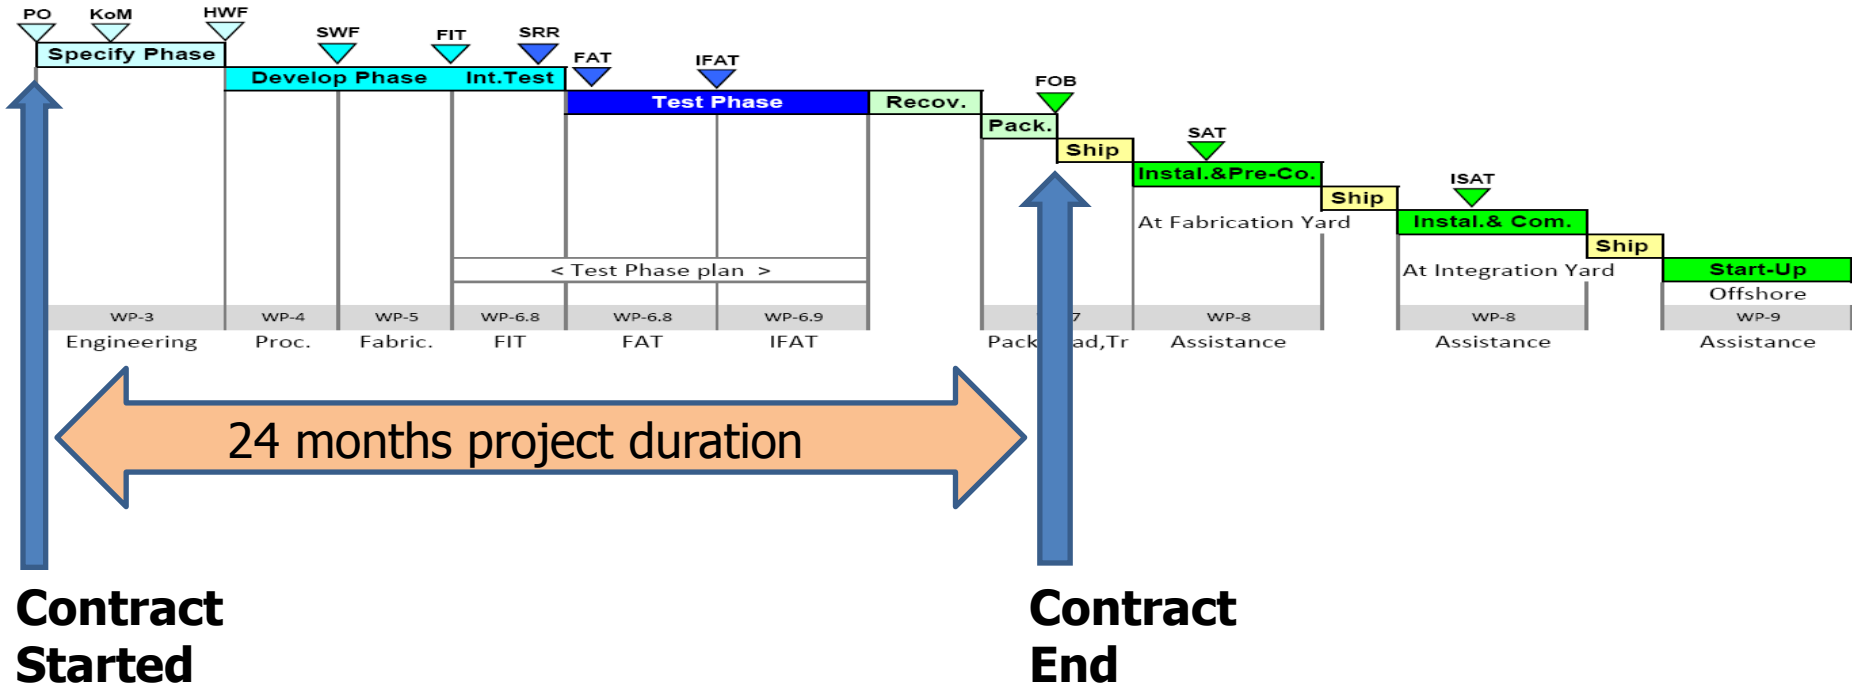 PO KoM HWF
Specify Phase
SWF FIT SRR
Develop Phase Int.Test
FAT IFAT
Test Phase
Recov.
FOB
Pack.
Ship
SAT
Instal.&Pre-Co.
At Fabrication Yard
Ship
ISAT
Instal.& Com.
At Integration Yard
Ship
Start-Up
Offshore
< Test Phase plan >
WP-3 WP-4 WP-5 WP-6.8 WP-6.8 WP-6.9 7 WP-8 WP-8 WP-9
Engineering Proc. Fabric. FIT FAT IFAT Pack ad,Tr Assistance Assistance Assistance
24 months project duration
Contract
Started
Contract
End